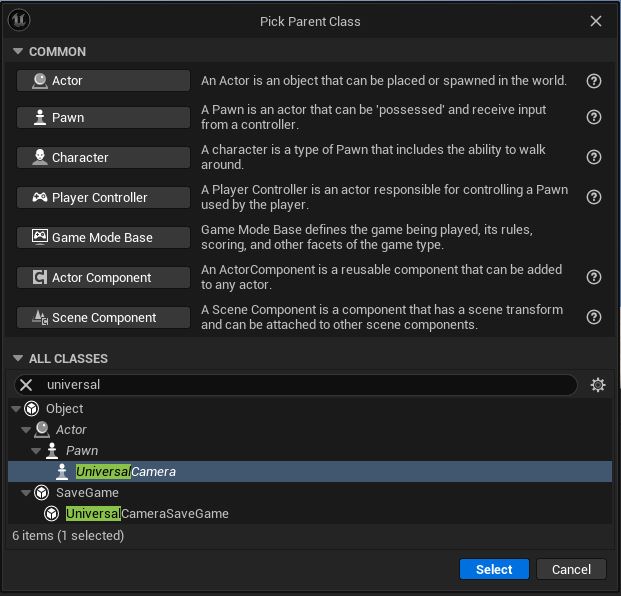 Pick Parent Class
COMMON
Actor
An Actor is an object that can be placed or spawned in the world.
Pawn
A Pawn is an actor that can be 'possessed' and receive input
from a controller.
Character
A character is a type of Pawn that includes the ability to walk
around.
Player Controller
A Player Controller is an actor responsible for controlling a Pawn
used by the player.
Game Mode Base
Game Mode Base defines the game being played, its rules,
scoring, and other facets of the game type.
Actor Component
An ActorComponent is a reusable component that can be added
to any actor.
Scene Component
A Scene Component is a component that has a scene transform
and can be attached to other scene components.
ALL CLASSES
universal
Object
Actor
Pawn
UniversalCamera
SaveGame
UniversalCameraSaveGame
6 items (1 selected)
Select
Cancel